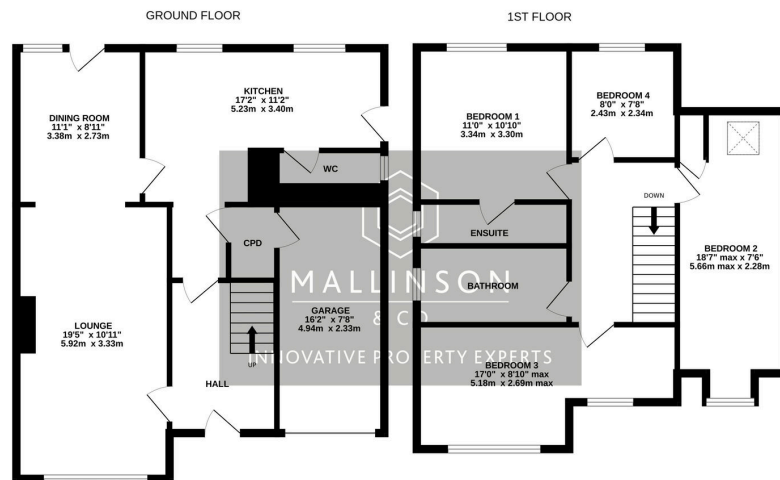 GROUND FLOOR
KITCHEN
17'2" x 11'2"
5.23m x 3.40m
DINING ROOM
11'1" x 8'11"
3.38m x 2.73m
WC
CPD
LOUNGE
19'5" x 10'11"
5.92m x 3.33m
GARAGE
16'2" x 7'8"
4.94m x 2.33m
UP
HALL
1ST FLOOR
BEDROOM 1
11'0" x 10'10"
3.34m x 3.30m
BEDROOM 4
8'0" x 7'8"
2.43m x 2.34m
DOWN
ENSUITE
BEDROOM 2
18'7" max x 7'6"
5.66m max x 2.28m
BATHROOM
BEDROOM 3
17'0" x 8'10" max
5.18m x 2.69m max
MALLINSON
& CO
INNOVATIVE PROPERTY EXPERTS